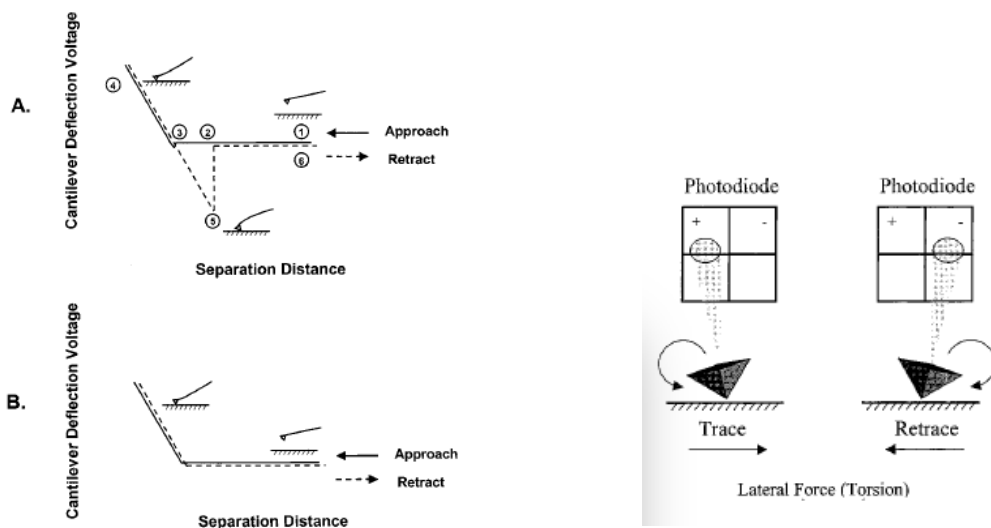 A.
Cantilever Deflection Voltage
4
3
2
1
Approach
6
Retract
5
Separation Distance
B.
Cantilever Deflection Voltage
Approach
Retract
Separation Distance
Photodiode
Photodiode
+
-
+
-
Trace
Retrace
Lateral Force (Torsion)